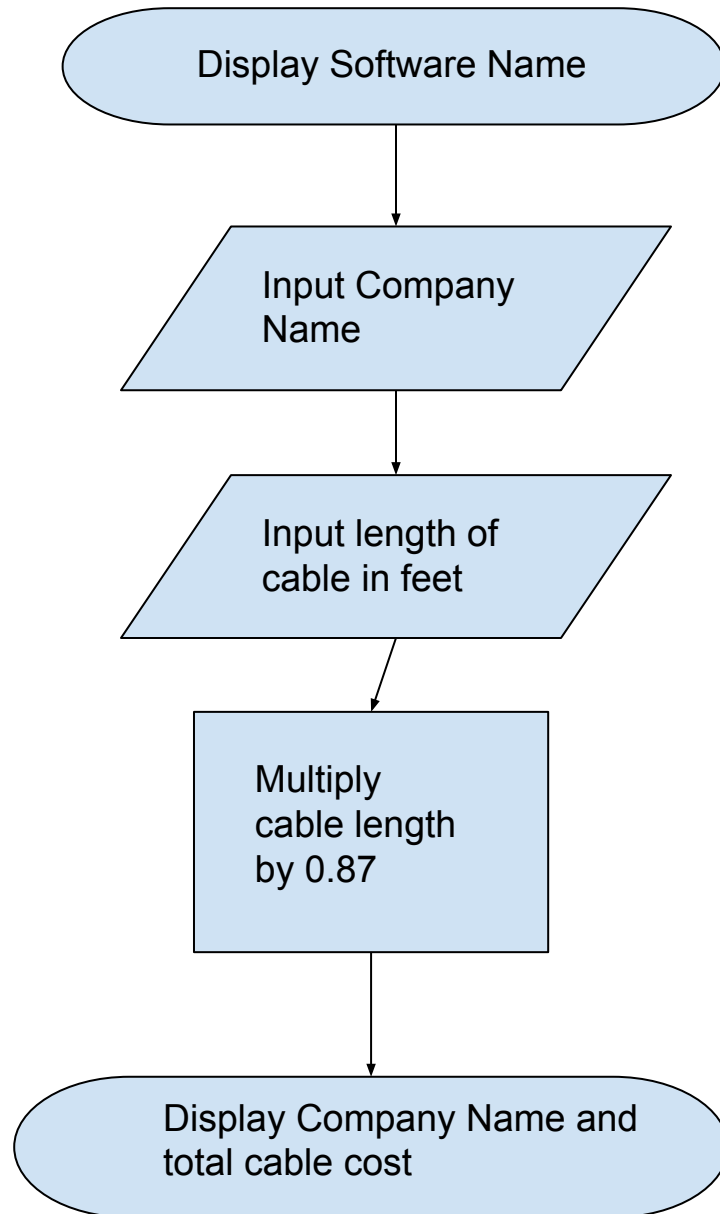 Display Software Name
Input Company
Name
Input length of
cable in feet
Multiply
cable length
by 0.87
Display Company Name and
total cable cost